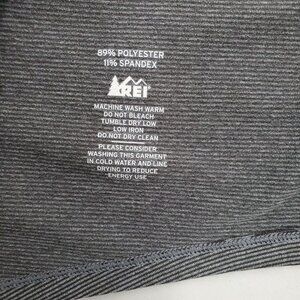 89% POLYESTER
11% SPANDEX
REI
MACHINE WASH WARM
DO NOT BLEACH
TUMBLE DRY LOW
LOW IRON
DO NOT DRY CLEAN
PLEASE CONSIDER
WASHING THIS GARMENT
IN COLD WATER AND LINE
DRYING TO REDUCE
ENERGY USE